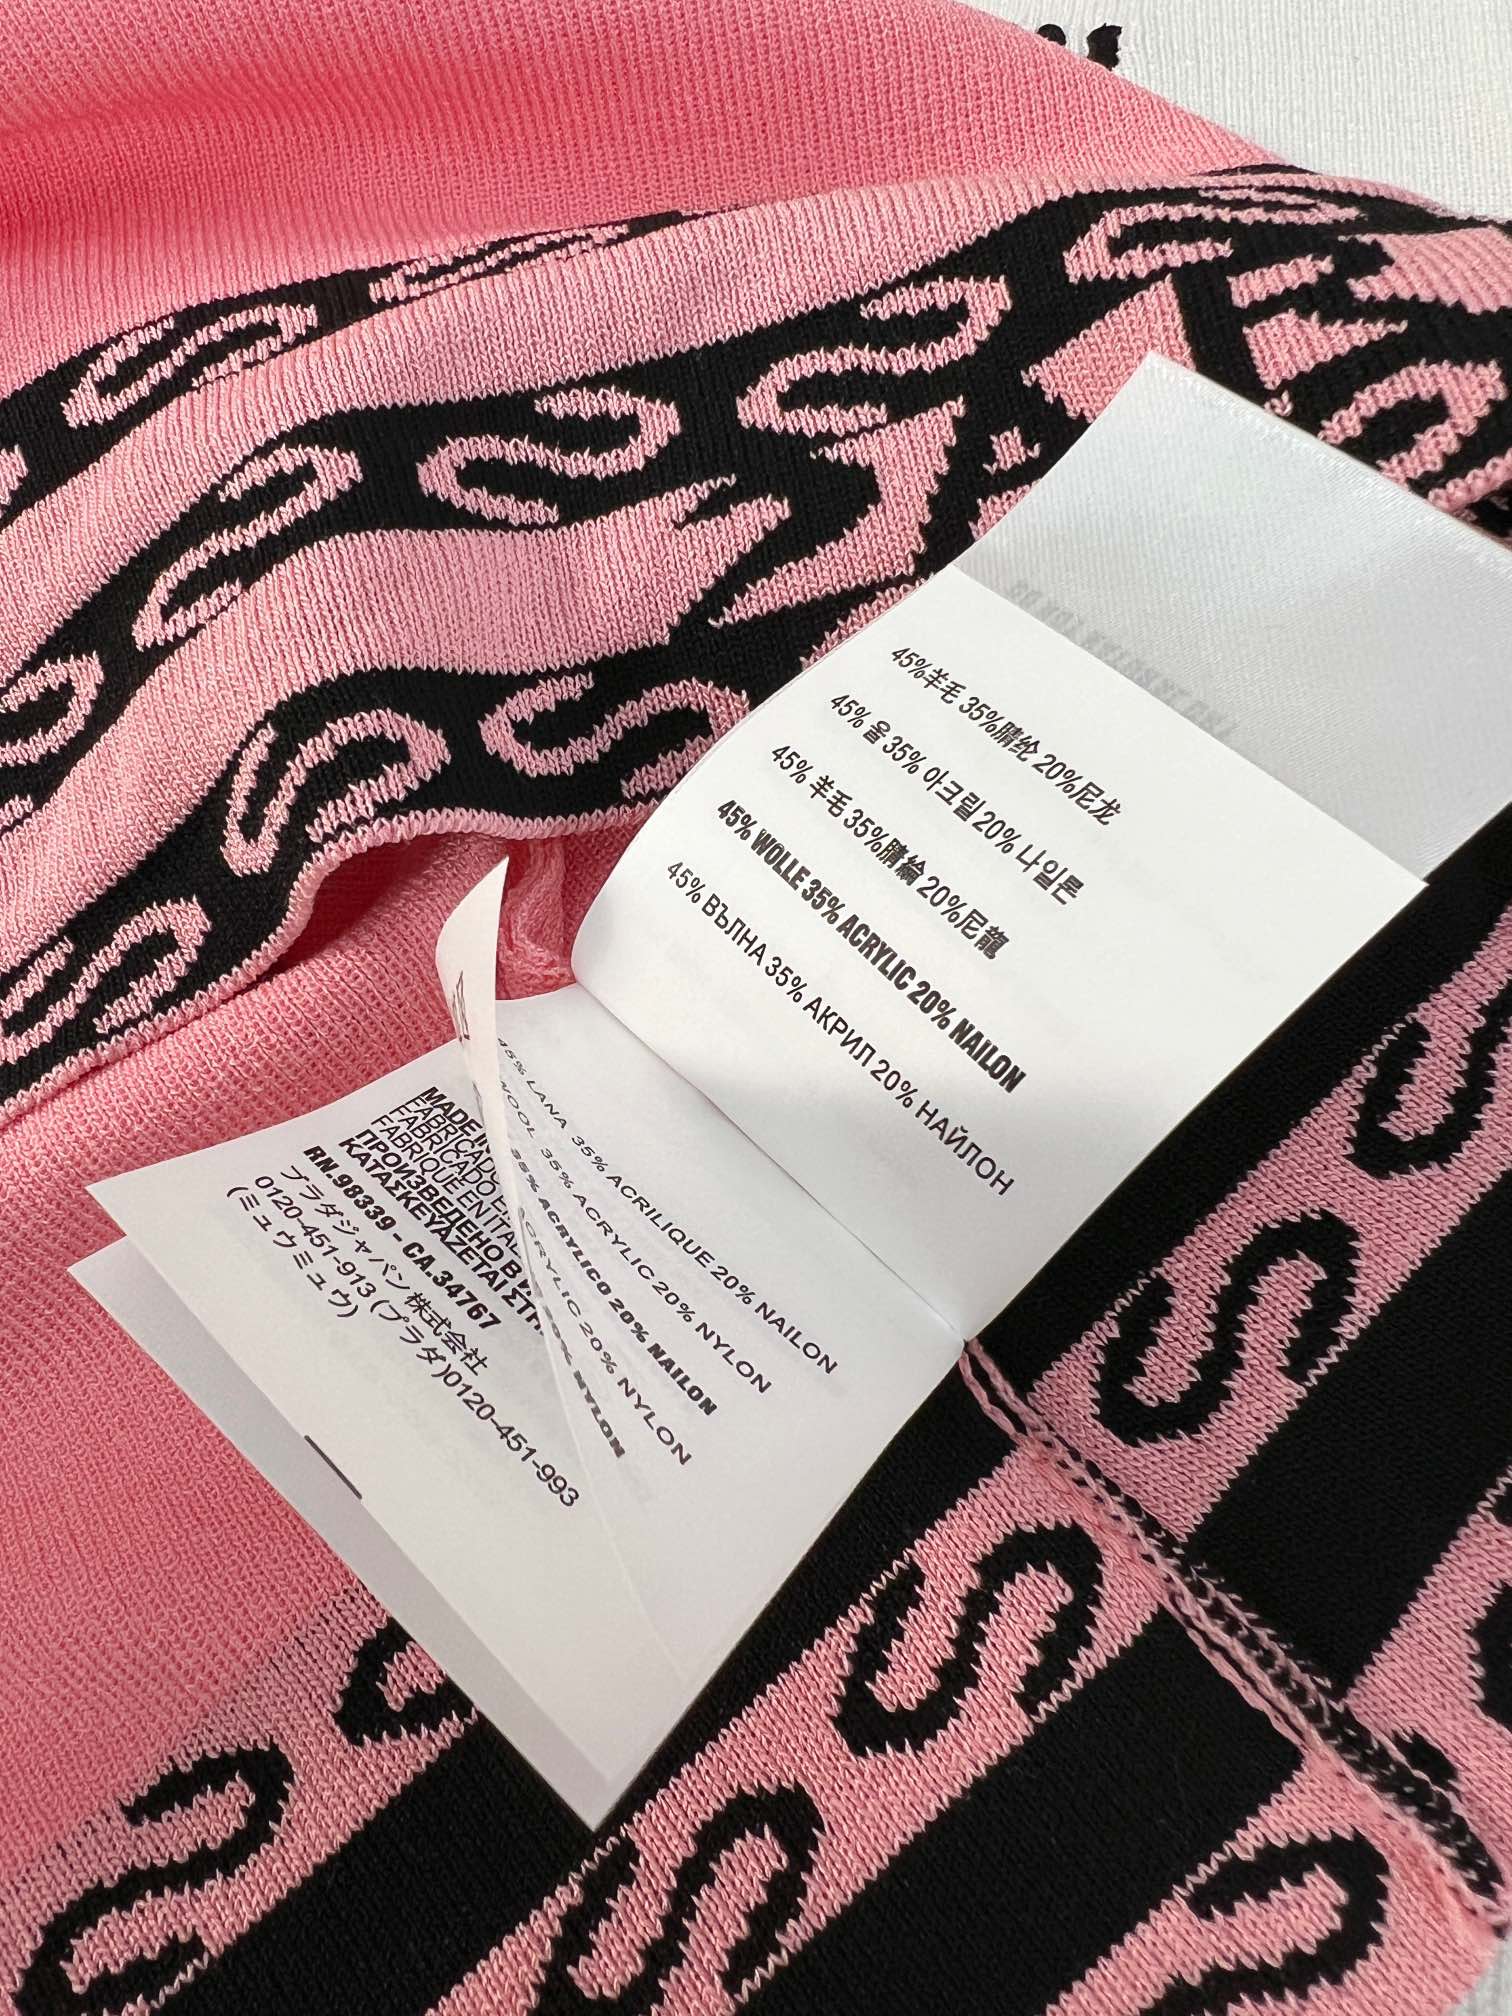 45%羊毛 35%腈纶 20%尼龙
45% 울 35% 아크릴 20% 나일론
45% 羊毛 35%腈綸 20%尼龍
45% WOLLE 35% ACRYLIC 20% NAILON
45% ВЪЛНА 35% АКРИЛ 20% НАЙЛОН
45% LANA 35% ACRILIQUE 20% NAILON
WOOL 35% ACRYLIC 20% NYLON
35% ACRYLICO 20% NAILON
ACRYLIC 20% NYLON
20% NYLON
MADE IN
FABRICADO
FABRICADO E
FABRIQUE EN ITAL
ПРОИЗВЕДЕНО В
ΚΑΤΑΣΚΕΥΑΖΕΤΑΙ ΣΤΗ
RN.98339 - CA.34767
プラダジャパン 株式会社
0120-451-913 (プラダ)0120-451-993
(ミュウミュウ)